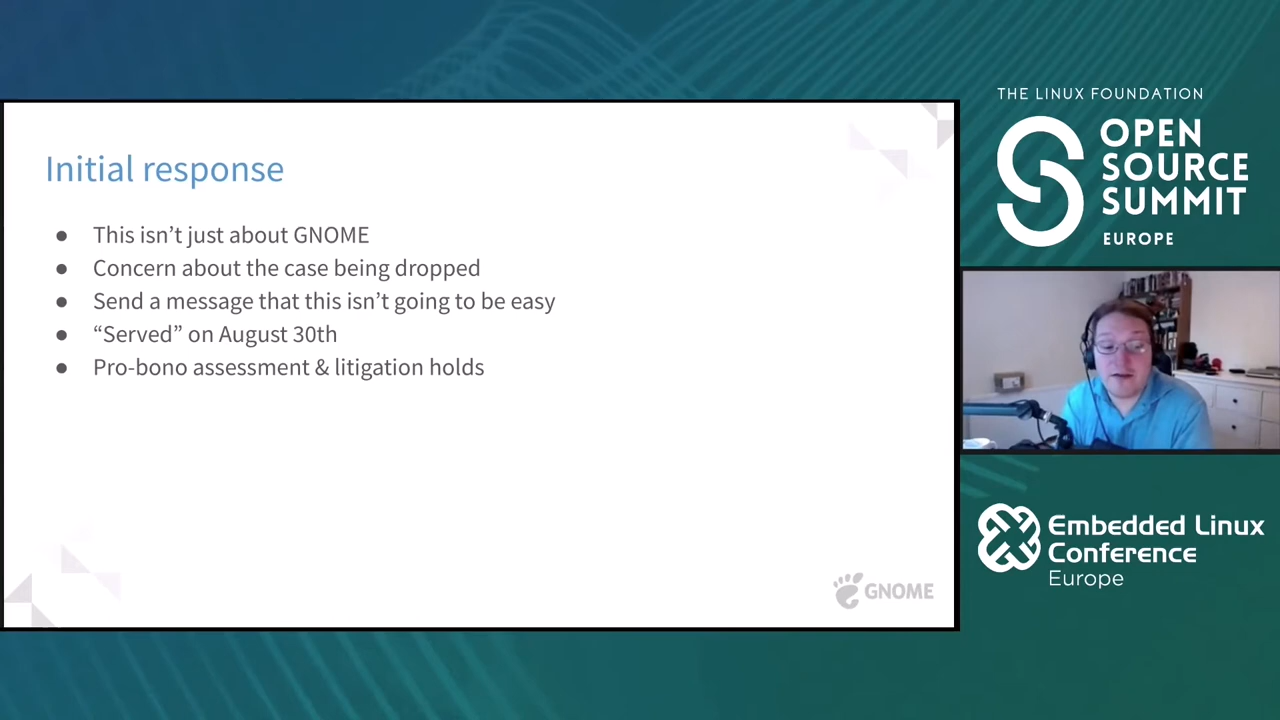 Initial response
● This isn’t just about GNOME
● Concern about the case being dropped
● Send a message that this isn’t going to be easy
● “Served” on August 30th
● Pro-bono assessment & litigation holds
GNOME
THE LINUX FOUNDATION
OPEN
SOURCE
SUMMIT
EUROPE
Embedded Linux
Conference
Europe